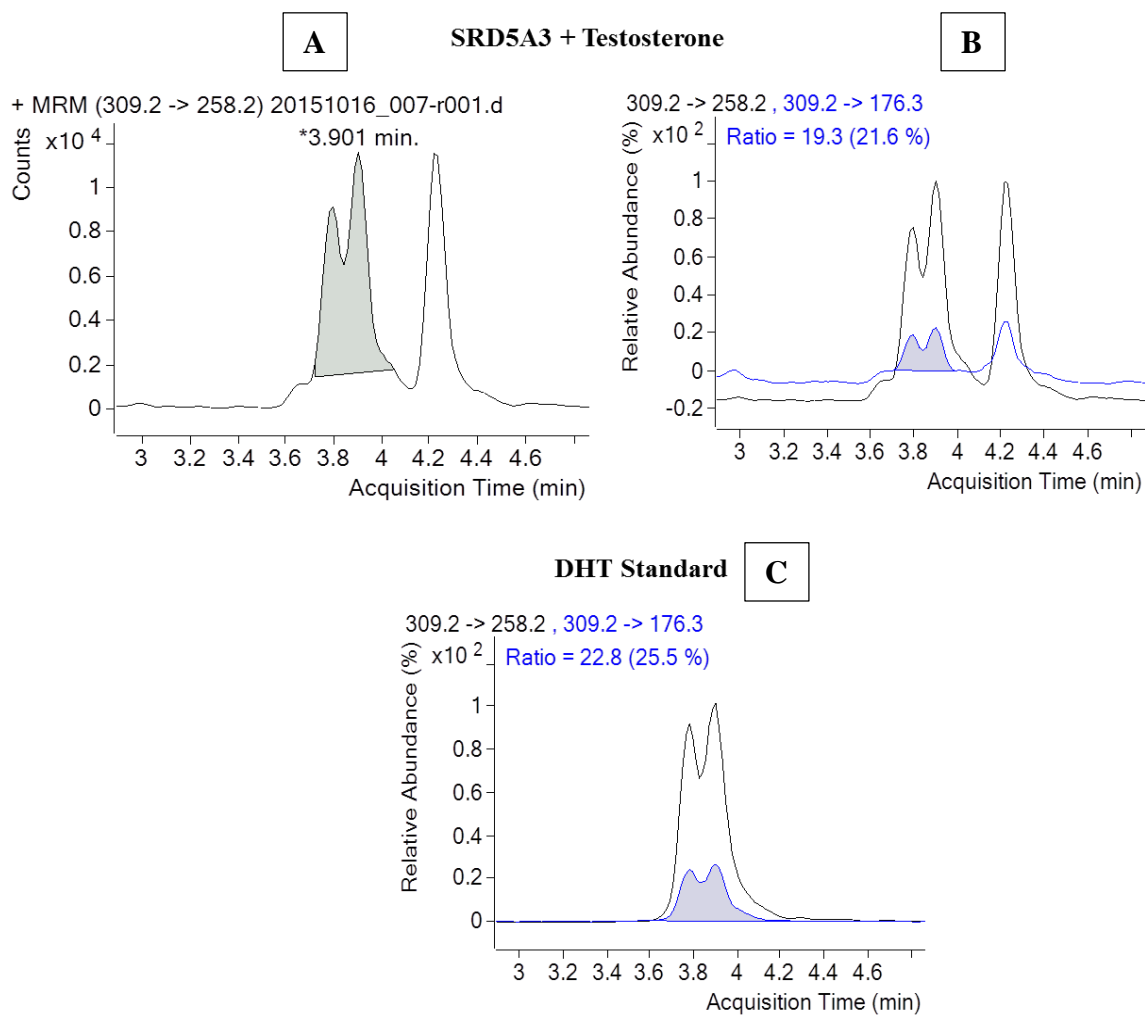 A
SRD5A3 + Testosterone
B
+ MRM (309.2 -> 258.2) 20151016_007-r001.d
x10 4
*3.901 min.
Counts
1
0.8
0.6
0.4
0.2
0
3 3.2 3.4 3.6 3.8 4 4.2 4.4 4.6
Acquisition Time (min)
309.2 -> 258.2 , 309.2 -> 176.3
x10 2
Ratio = 19.3 (21.6 %)
Relative Abundance (%)
1
0.8
0.6
0.4
0.2
0
-0.2
3 3.2 3.4 3.6 3.8 4 4.2 4.4 4.6
Acquisition Time (min)
DHT Standard
C
309.2 -> 258.2 , 309.2 -> 176.3
x10 2
Ratio = 22.8 (25.5 %)
Relative Abundance (%)
1
0.8
0.6
0.4
0.2
0
3 3.2 3.4 3.6 3.8 4 4.2 4.4 4.6
Acquisition Time (min)